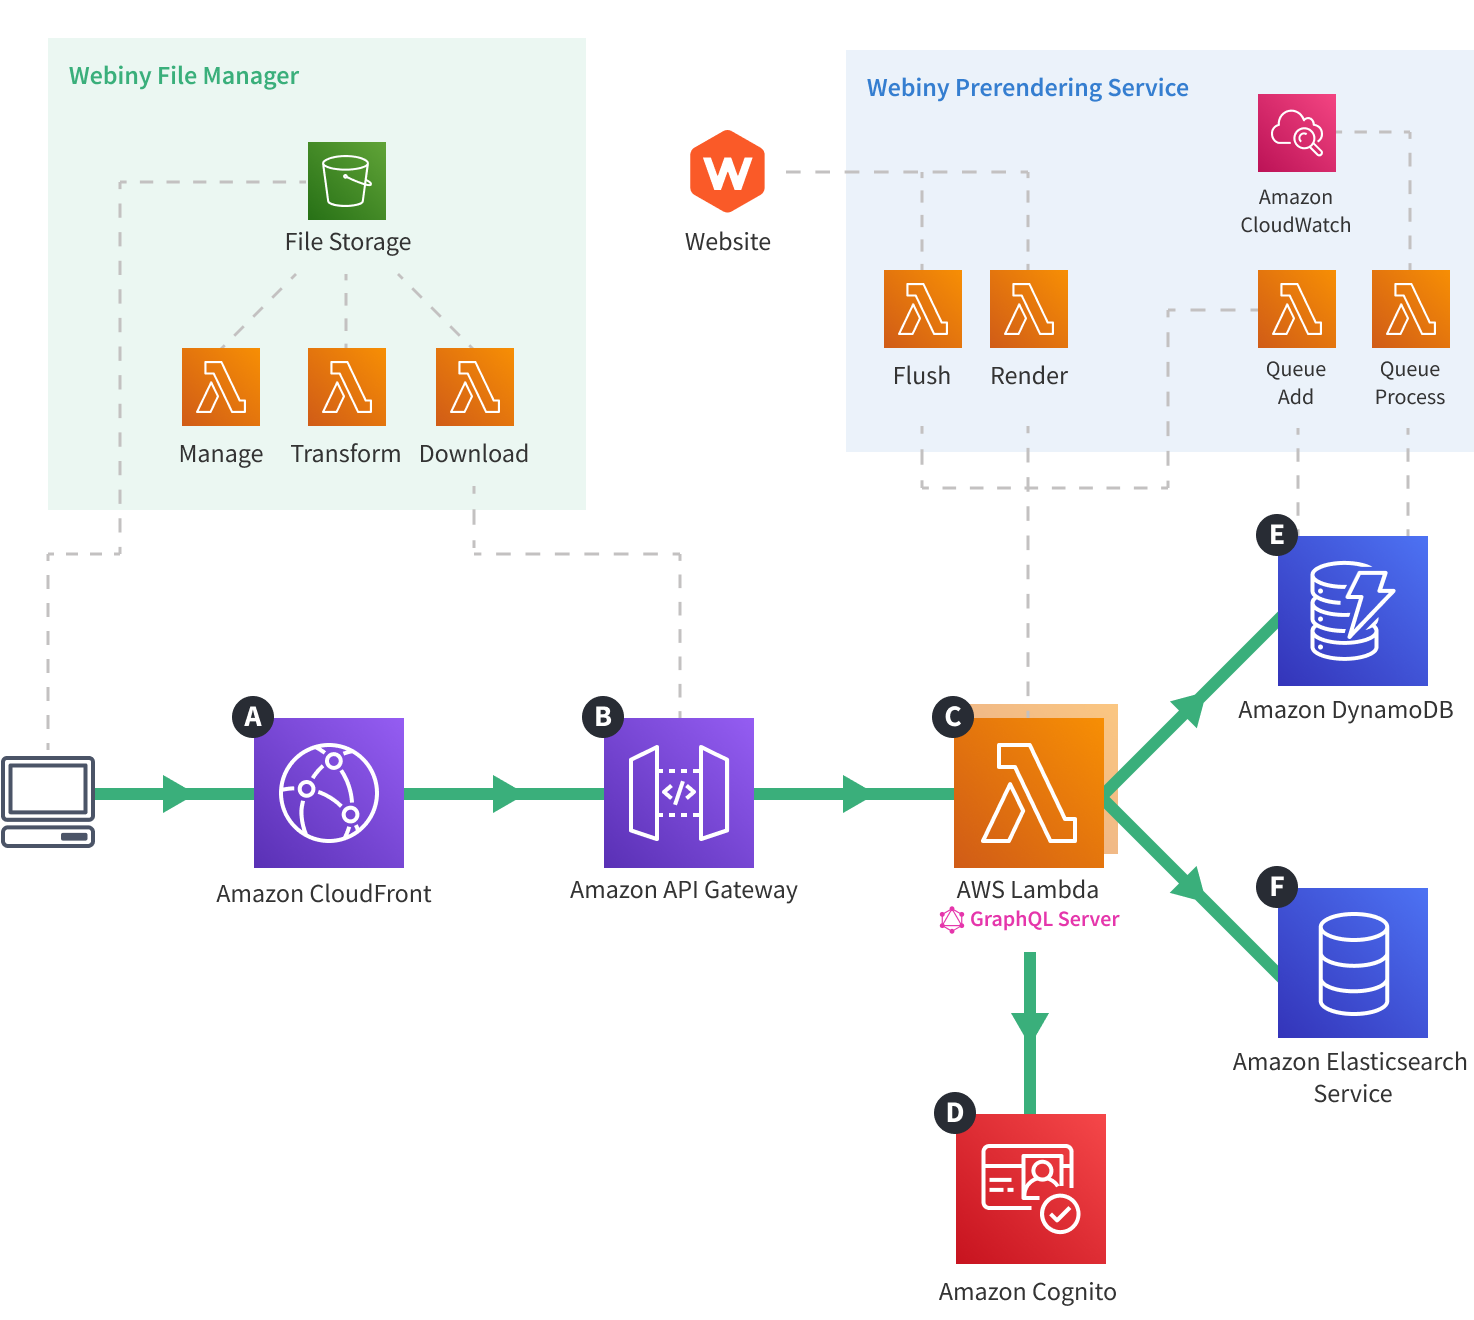 Webiny File Manager
File Storage
Manage
Transform
Download
W
Website
Webiny Prerendering Service
Amazon
CloudWatch
Flush
Render
Queue
Add
Queue
Process
A
Amazon CloudFront
B
</>
Amazon API Gateway
C
AWS Lambda
GraphQL Server
D
Amazon Cognito
E
Amazon DynamoDB
F
Amazon Elasticsearch
Service